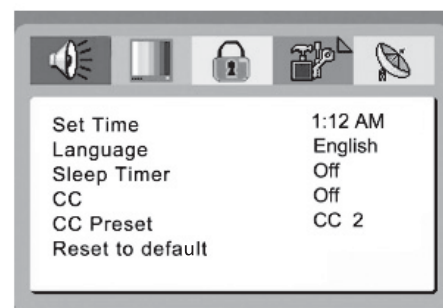 Set Time 1:12 AM
Language English
Sleep Timer Off
CC Off
CC Preset CC 2
Reset to default